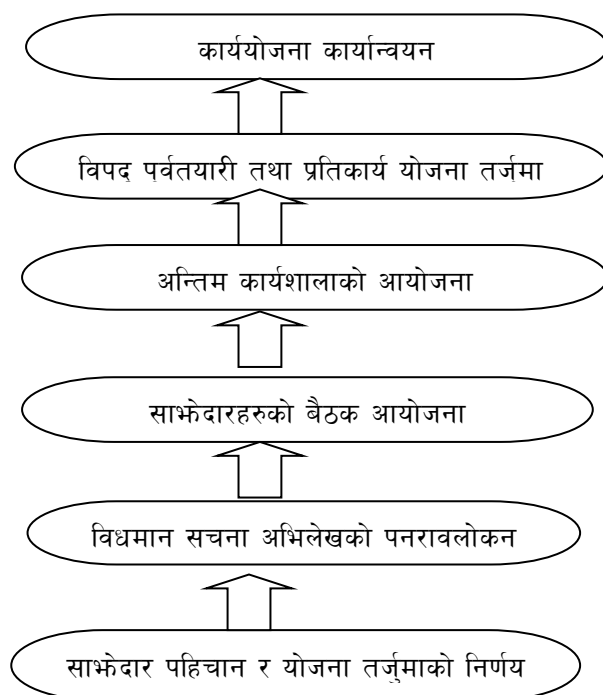 कार्ययोजना कार्यान्वयन
विपद पर्वतयारी तथा प्रतिकार्य योजना तर्जमा
अन्तिम कार्यशालाको आयोजना
साझेदारहरुको बैठक आयोजना
विधमान सचना अभिलेखको पनरावलोकन
साझेदार पहिचान र योजना तर्जुमाको निर्णय